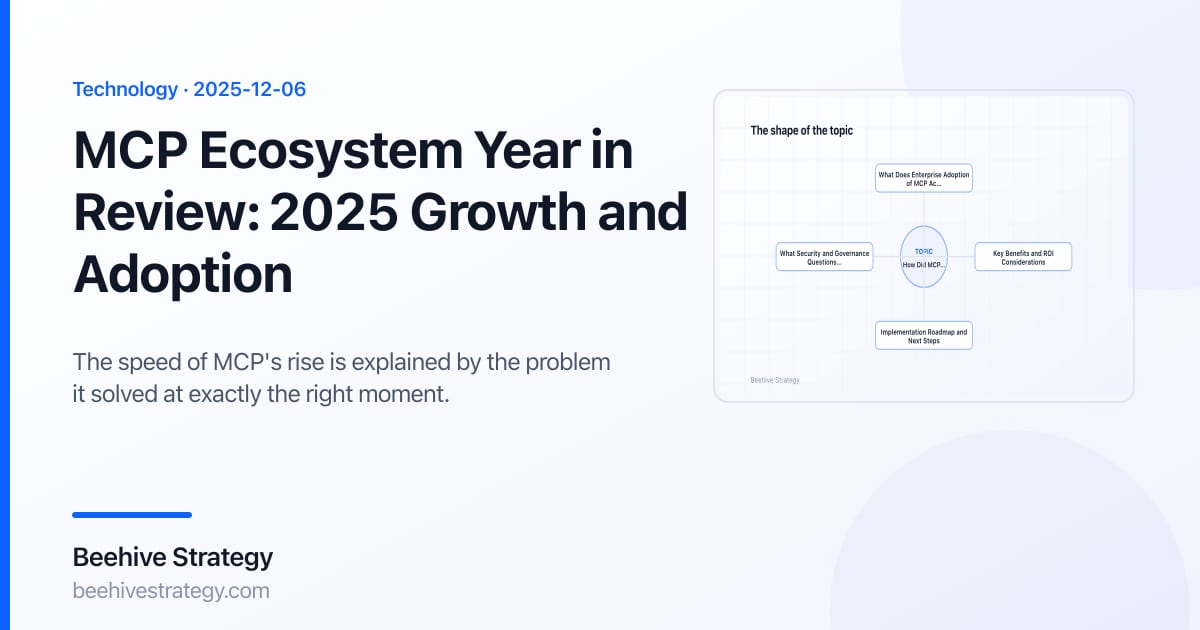 Technology · 2025-12-06
MCP Ecosystem Year in
Review: 2025 Growth and
Adoption
The speed of MCP's rise is explained by the problem
it solved at exactly the right moment.
Beehive Strategy
beehivestrategy.com
The shape of the topic
What Does Enterprise Adoption
of MCP Ac...
What Security and Governance
Questions...
TOPIC
How Did MCP...
Key Benefits and ROI
Considerations
Implementation Roadmap and
Next Steps
Beehive Strategy